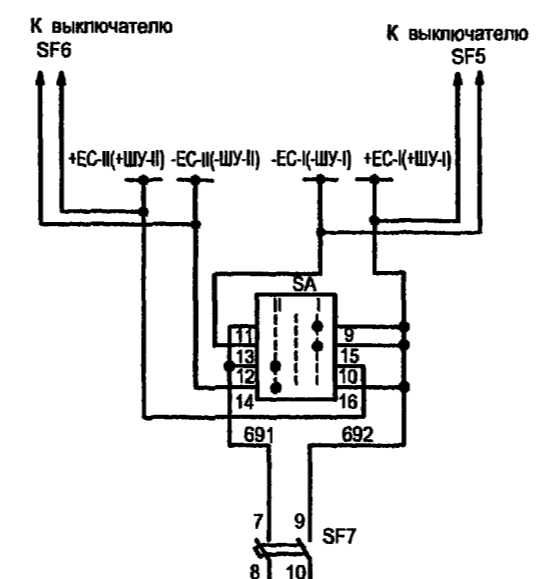 К выключателю
SF6
К выключателю
SF5
+ЕС-II(+ШУ-II) -ЕС-II(-ШУ-II) -ЕС-I(-ШУ-I) +ЕС-I(+ШУ-I)
SA
II I
11 9
13 15
12 10
14 16
691 692
7 9 SF7
8 10